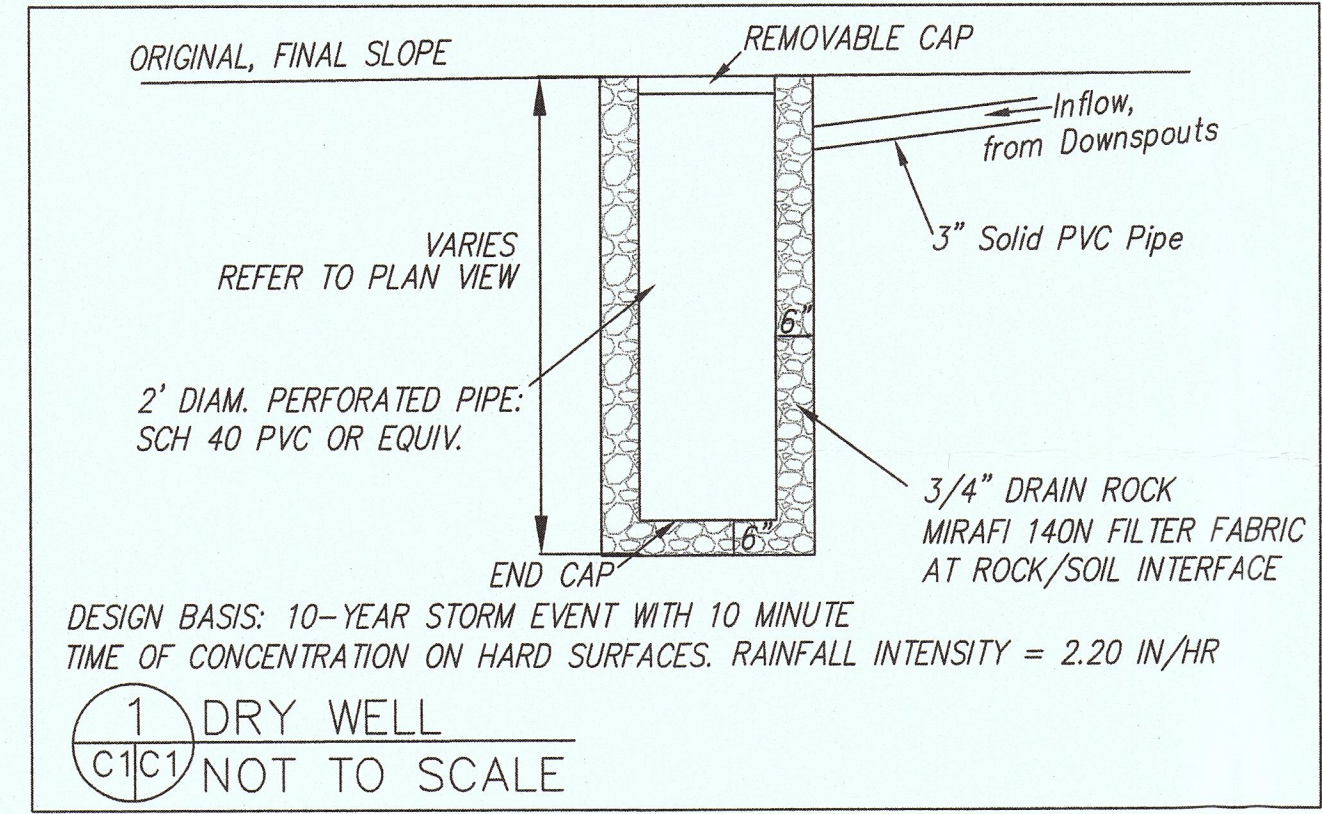 ORIGINAL, FINAL SLOPE
REMOVABLE CAP
Inflow,
from Downspouts
3" Solid PVC Pipe
VARIES
REFER TO PLAN VIEW
6"
2' DIAM. PERFORATED PIPE:
SCH 40 PVC OR EQUIV.
3/4" DRAIN ROCK
MIRAFI 140N FILTER FABRIC
AT ROCK/SOIL INTERFACE
6"
END CAP
DESIGN BASIS: 10-YEAR STORM EVENT WITH 10 MINUTE
TIME OF CONCENTRATION ON HARD SURFACES. RAINFALL INTENSITY = 2.20 IN/HR
1
C1 C1
DRY WELL
NOT TO SCALE